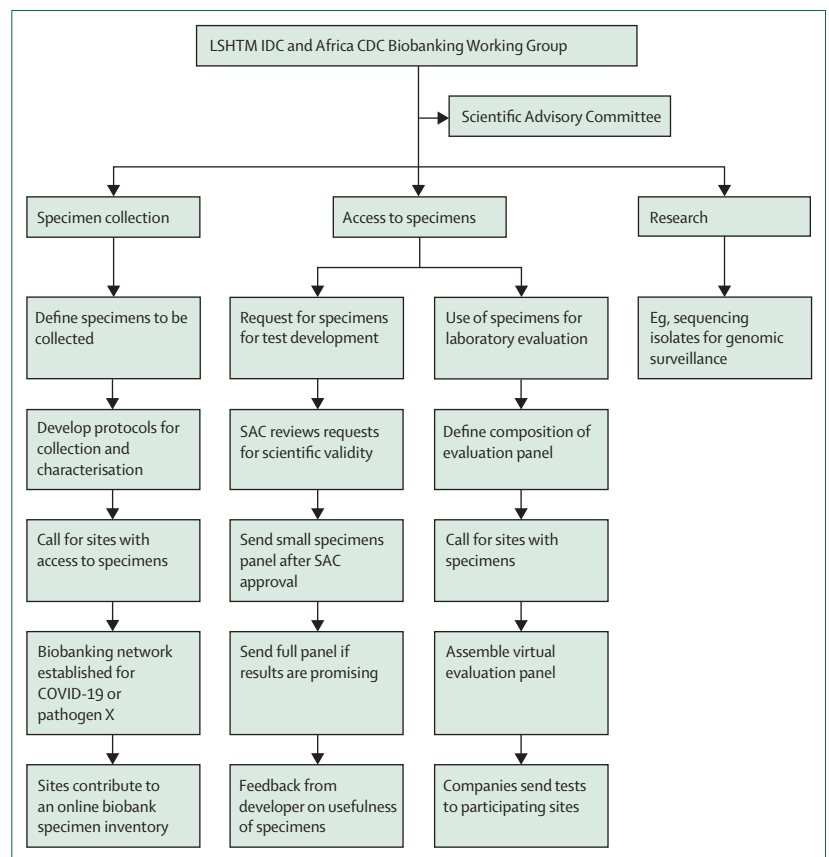 LSHTM IDC and Africa CDC Biobanking Working Group
Scientific Advisory Committee
Specimen collection
Access to specimens
Research
Define specimens to be
collected
Request for specimens
for test development
Use of specimens for
laboratory evaluation
Eg, sequencing
isolates for genomic
surveillance
Develop protocols for
collection and
characterisation
SAC reviews requests
for scientific validity
Define composition of
evaluation panel
Call for sites with
access to specimens
Send small specimens
panel after SAC
approval
Call for sites with
specimens
Biobanking network
established for
COVID-19 or
pathogen X
Send full panel if
results are promising
Assemble virtual
evaluation panel
Sites contribute to
an online biobank
specimen inventory
Feedback from
developer on usefulness
of specimens
Companies send tests
to participating sites